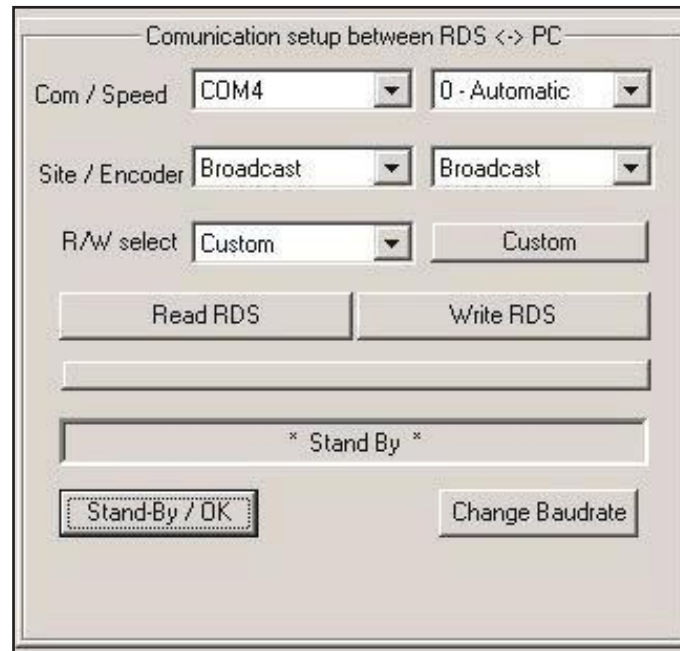 Comunication setup between RDS <-> PC
Com / Speed COM4 0 - Automatic
Site / Encoder Broadcast Broadcast
R/W select Custom Custom
Read RDS Write RDS
* Stand By *
Stand-By / OK Change Baudrate